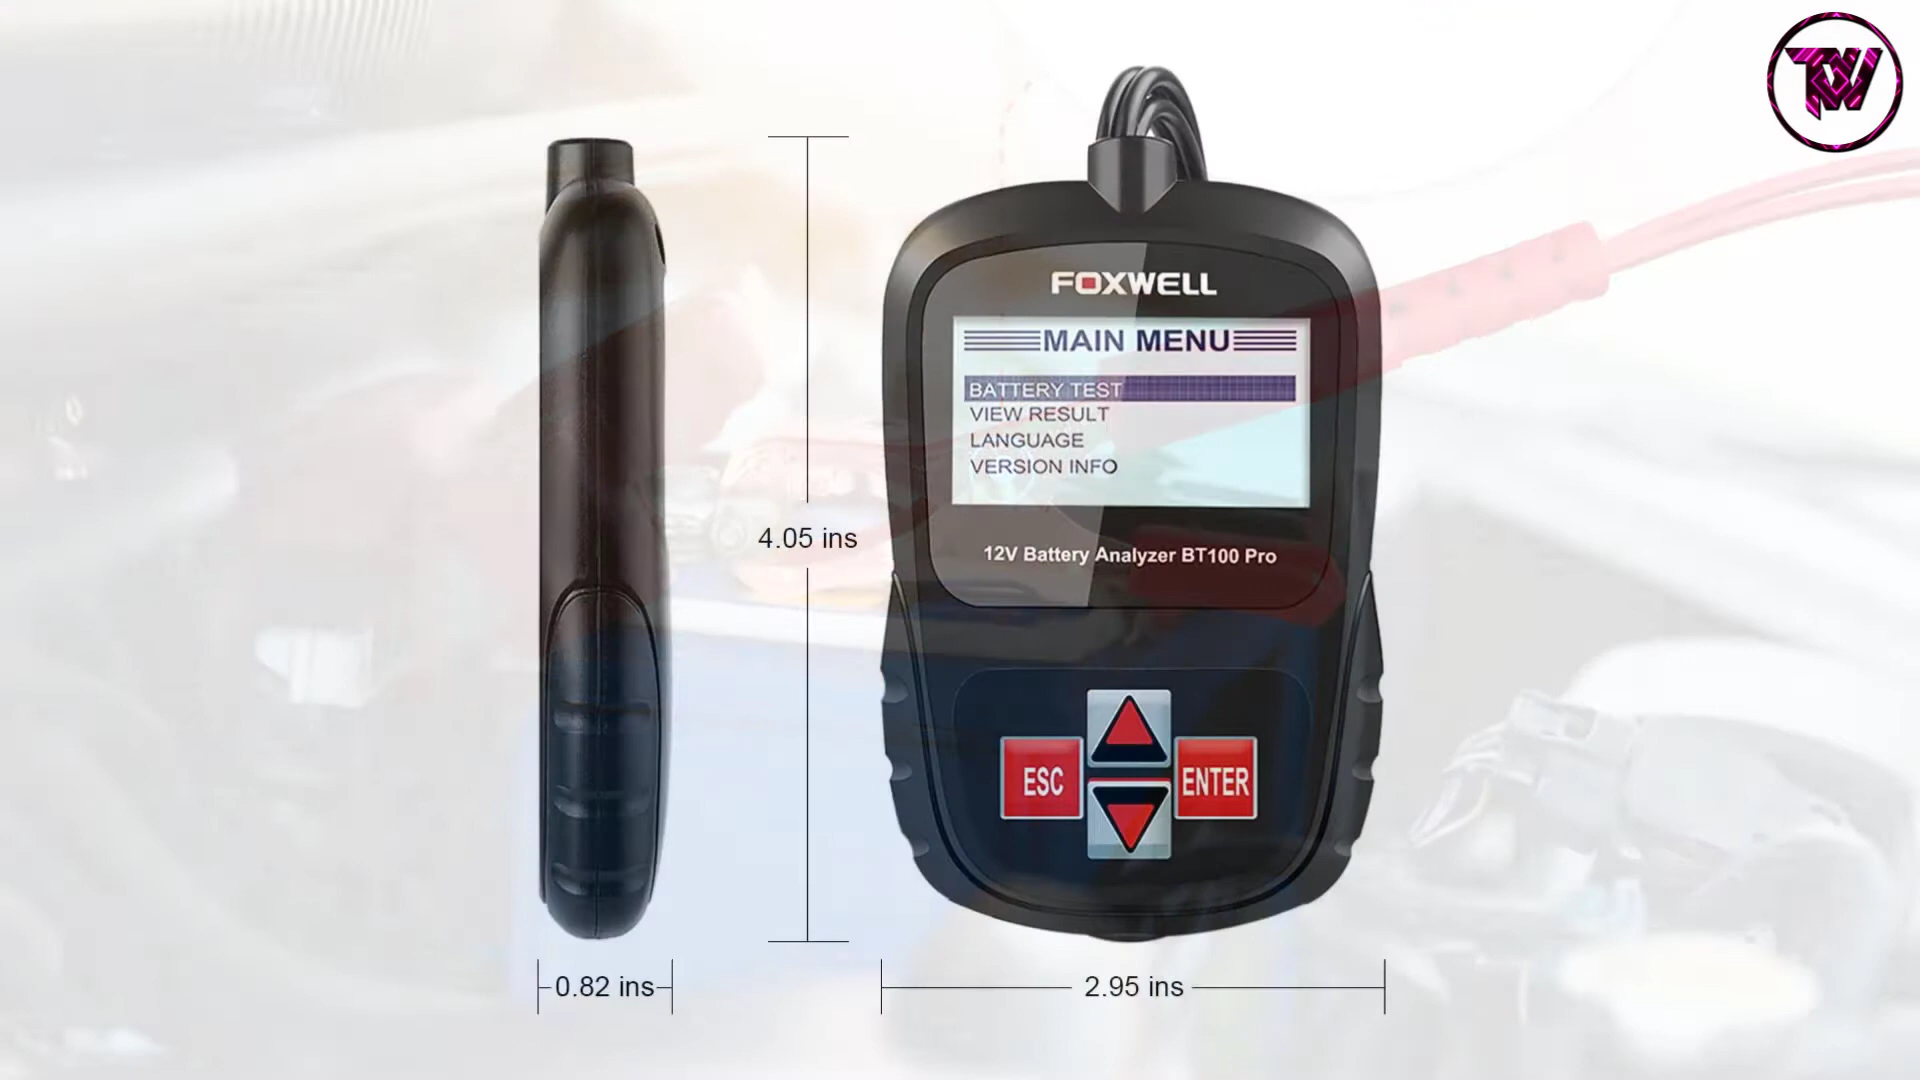 TW
FOXWELL
MAIN MENU
BATTERY TEST
VIEW RESULT
LANGUAGE
VERSION INFO
4.05 ins
12V Battery Analyzer BT100 Pro
ESC
ENTER
0.82 ins
2.95 ins